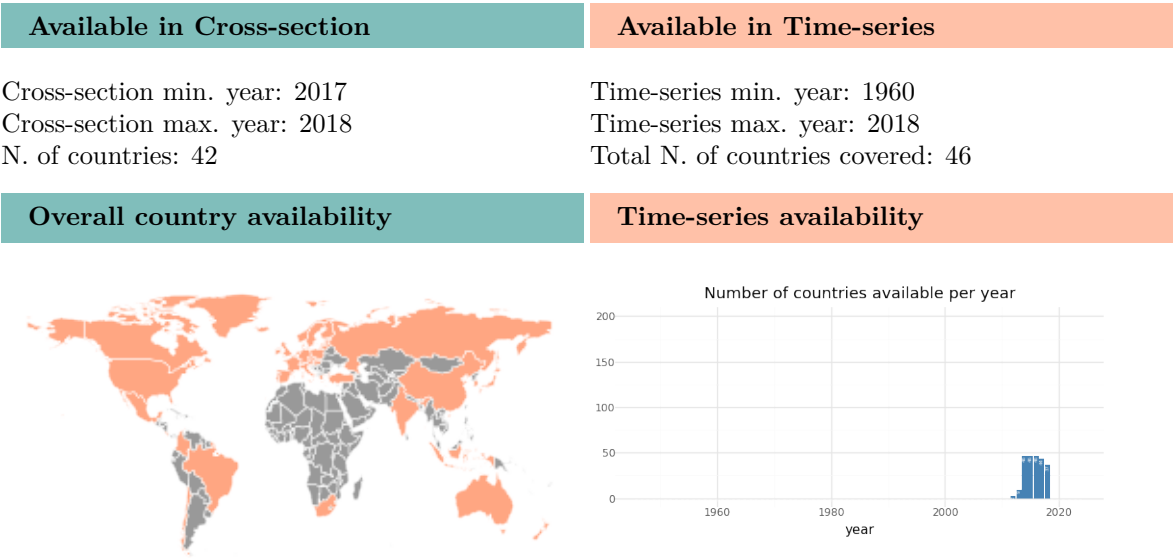 Available in Cross-section
Cross-section min. year: 2017
Cross-section max. year: 2018
N. of countries: 42
Available in Time-series
Time-series min. year: 1960
Time-series max. year: 2018
Total N. of countries covered: 46
Overall country availability
Time-series availability
Number of countries available per year
200
150
100
50
0
1960
1980
2000
2020
year